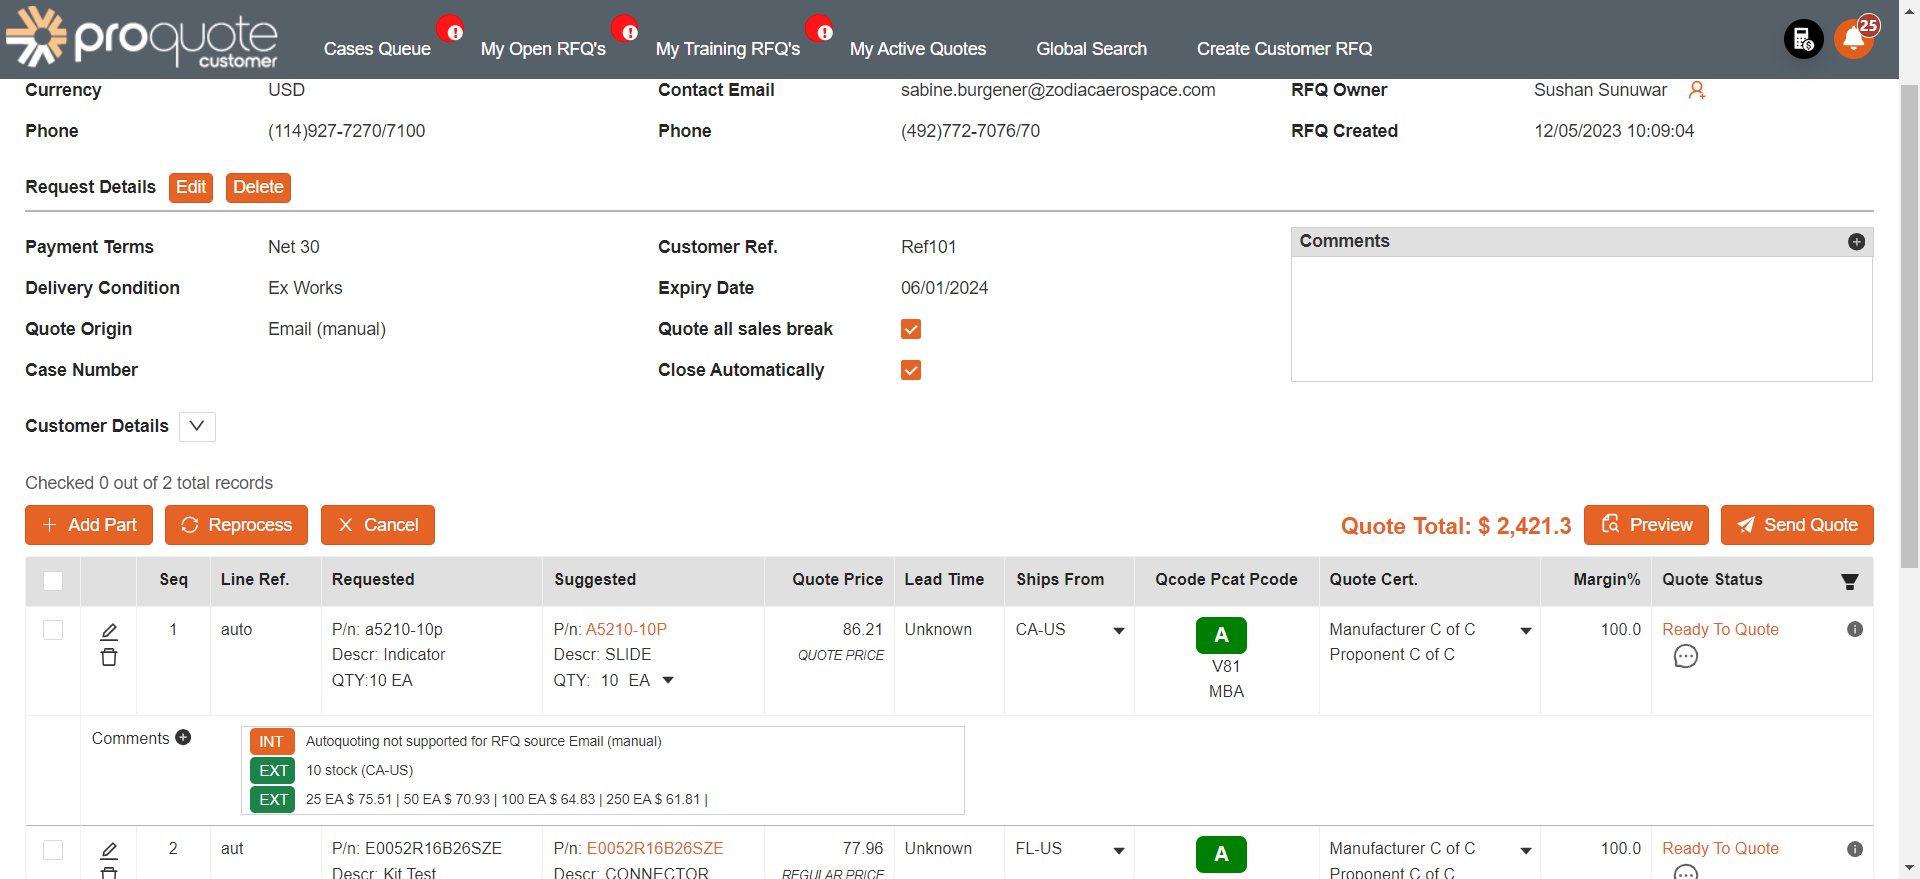 proquote
customer
Cases Queue
My Open RFQ's
My Training RFQ's
My Active Quotes
Global Search
Create Customer RFQ
25
Currency USD Contact Email sabine.burgener@zodiacaerospace.com RFQ Owner Sushan Sunuwar
Phone (114)927-7270/7100 Phone (492)772-7076/70 RFQ Created 12/05/2023 10:09:04
Request Details Edit Delete
Payment Terms Net 30 Customer Ref. Ref101 Comments
Delivery Condition Ex Works Expiry Date 06/01/2024
Quote Origin Email (manual) Quote all sales break
Case Number Close Automatically
Customer Details
Checked 0 out of 2 total records
Add Part Reprocess Cancel Quote Total: $ 2,421.3 Preview Send Quote
Seq Line Ref. Requested Suggested Quote Price Lead Time Ships From Qcode Pcat Pcode Quote Cert. Margin% Quote Status
1 auto P/n: a5210-10p P/n: A5210-10P 86.21 Unknown CA-US A Manufacturer C of C 100.0 Ready To Quote
Descr: Indicator Descr: SLIDE QUOTE PRICE V81 Proponent C of C
QTY:10 EA QTY: 10 EA MBA
Comments INT Autoquoting not supported for RFQ source Email (manual)
EXT 10 stock (CA-US)
EXT 25 EA $ 75.51 | 50 EA $ 70.93 | 100 EA $ 64.83 | 250 EA $ 61.81 |
2 aut P/n: E0052R16B26SZE P/n: E0052R16B26SZE 77.96 Unknown FL-US A Manufacturer C of C 100.0 Ready To Quote
Descr: Kit Test Descr: CONNECTOR REGULAR PRICE Proponent C of C